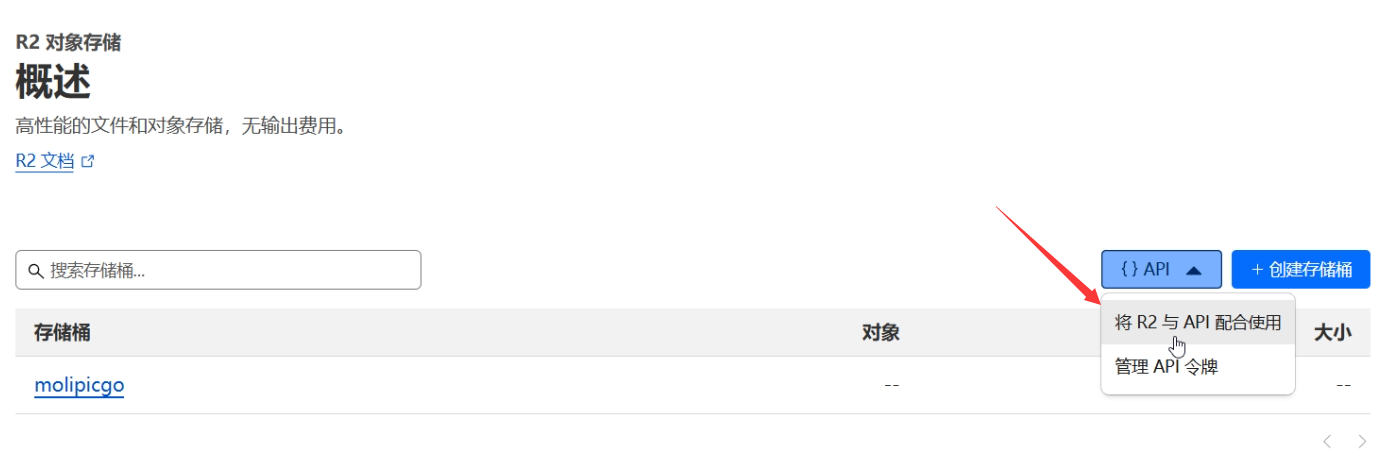 R2 对象存储
概述
高性能的文件和对象存储，无输出费用。
R2 文档
搜索存储桶...
{ } API
+ 创建存储桶
将 R2 与 API 配合使用
管理 API 令牌
存储桶 对象 大小
molipicgo -- --